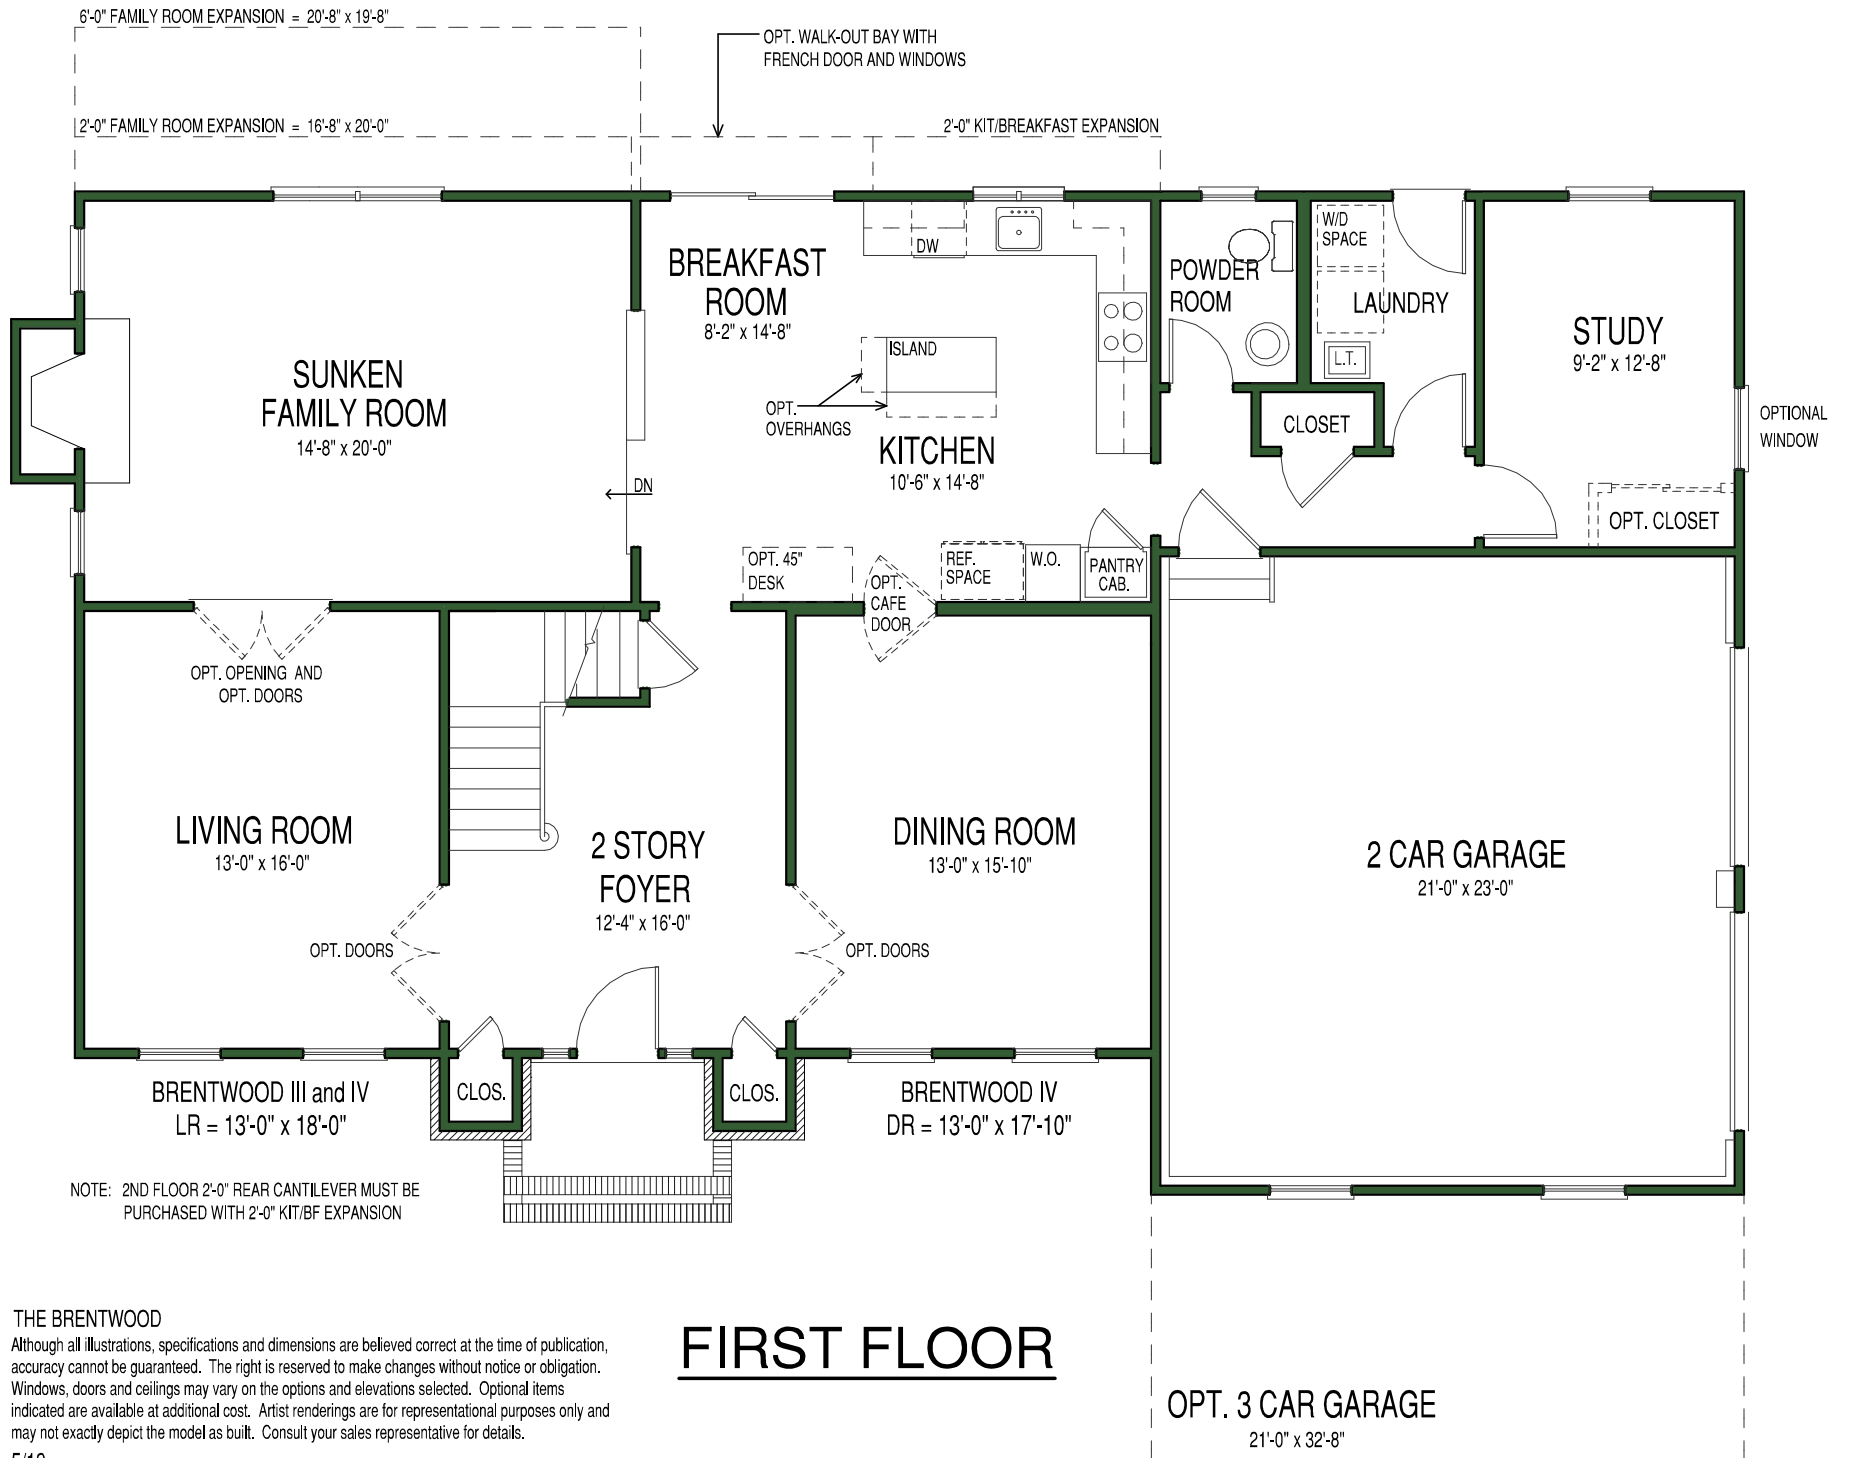 6'-0" FAMILY ROOM EXPANSION = 20'-8" x 19'-8"
OPT. WALK-OUT BAY WITH
FRENCH DOOR AND WINDOWS
2'-0" FAMILY ROOM EXPANSION = 16'-8" x 20'-0"
2'-0" KIT/BREAKFAST EXPANSION
SUNKEN
FAMILY ROOM
14'-8" x 20'-0"
BREAKFAST
ROOM
8'-2" x 14'-8"
DW
ISLAND
OPT.
OVERHANGS
KITCHEN
10'-6" x 14'-8"
DN
POWDER
ROOM
W/D
SPACE
LAUNDRY
L.T.
CLOSET
STUDY
9'-2" x 12'-8"
OPTIONAL
WINDOW
OPT. CLOSET
OPT. 45"
DESK
OPT.
CAFE
DOOR
REF.
SPACE
W.O.
PANTRY
CAB.
OPT. OPENING AND
OPT. DOORS
LIVING ROOM
13'-0" x 16'-0"
2 STORY
FOYER
12'-4" x 16'-0"
DINING ROOM
13'-0" x 15'-10"
2 CAR GARAGE
21'-0" x 23'-0"
OPT. DOORS
OPT. DOORS
CLOS.
CLOS.
BRENTWOOD III and IV
LR = 13'-0" x 18'-0"
BRENTWOOD IV
DR = 13'-0" x 17'-10"
NOTE: 2ND FLOOR 2'-0" REAR CANTILEVER MUST BE
PURCHASED WITH 2'-0" KIT/BF EXPANSION
THE BRENTWOOD
Although all illustrations, specifications and dimensions are believed correct at the time of publication,
accuracy cannot be guaranteed. The right is reserved to make changes without notice or obligation.
Windows, doors and ceilings may vary on the options and elevations selected. Optional items
indicated are available at additional cost. Artist renderings are for representational purposes only and
may not exactly depict the model as built. Consult your sales representative for details.
FIRST FLOOR
OPT. 3 CAR GARAGE
21'-0" x 32'-8"